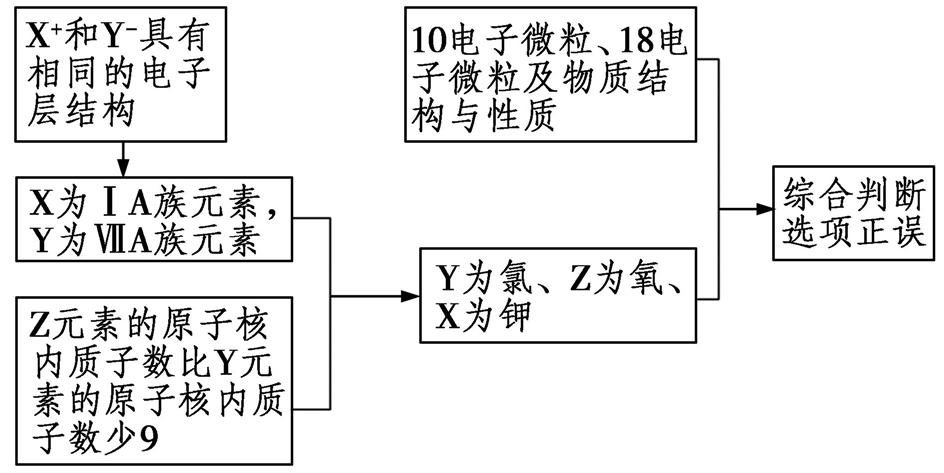 X⁺和Y⁻具有
相同的电子
层结构
X为ⅠA族元素，
Y为ⅦA族元素
Z元素的原子核
内质子数比Y元
素的原子核内质
子数少9
10电子微粒、18电
子微粒及物质结
构与性质
Y为氯、Z为氧、
X为钾
综合判断
选项正误